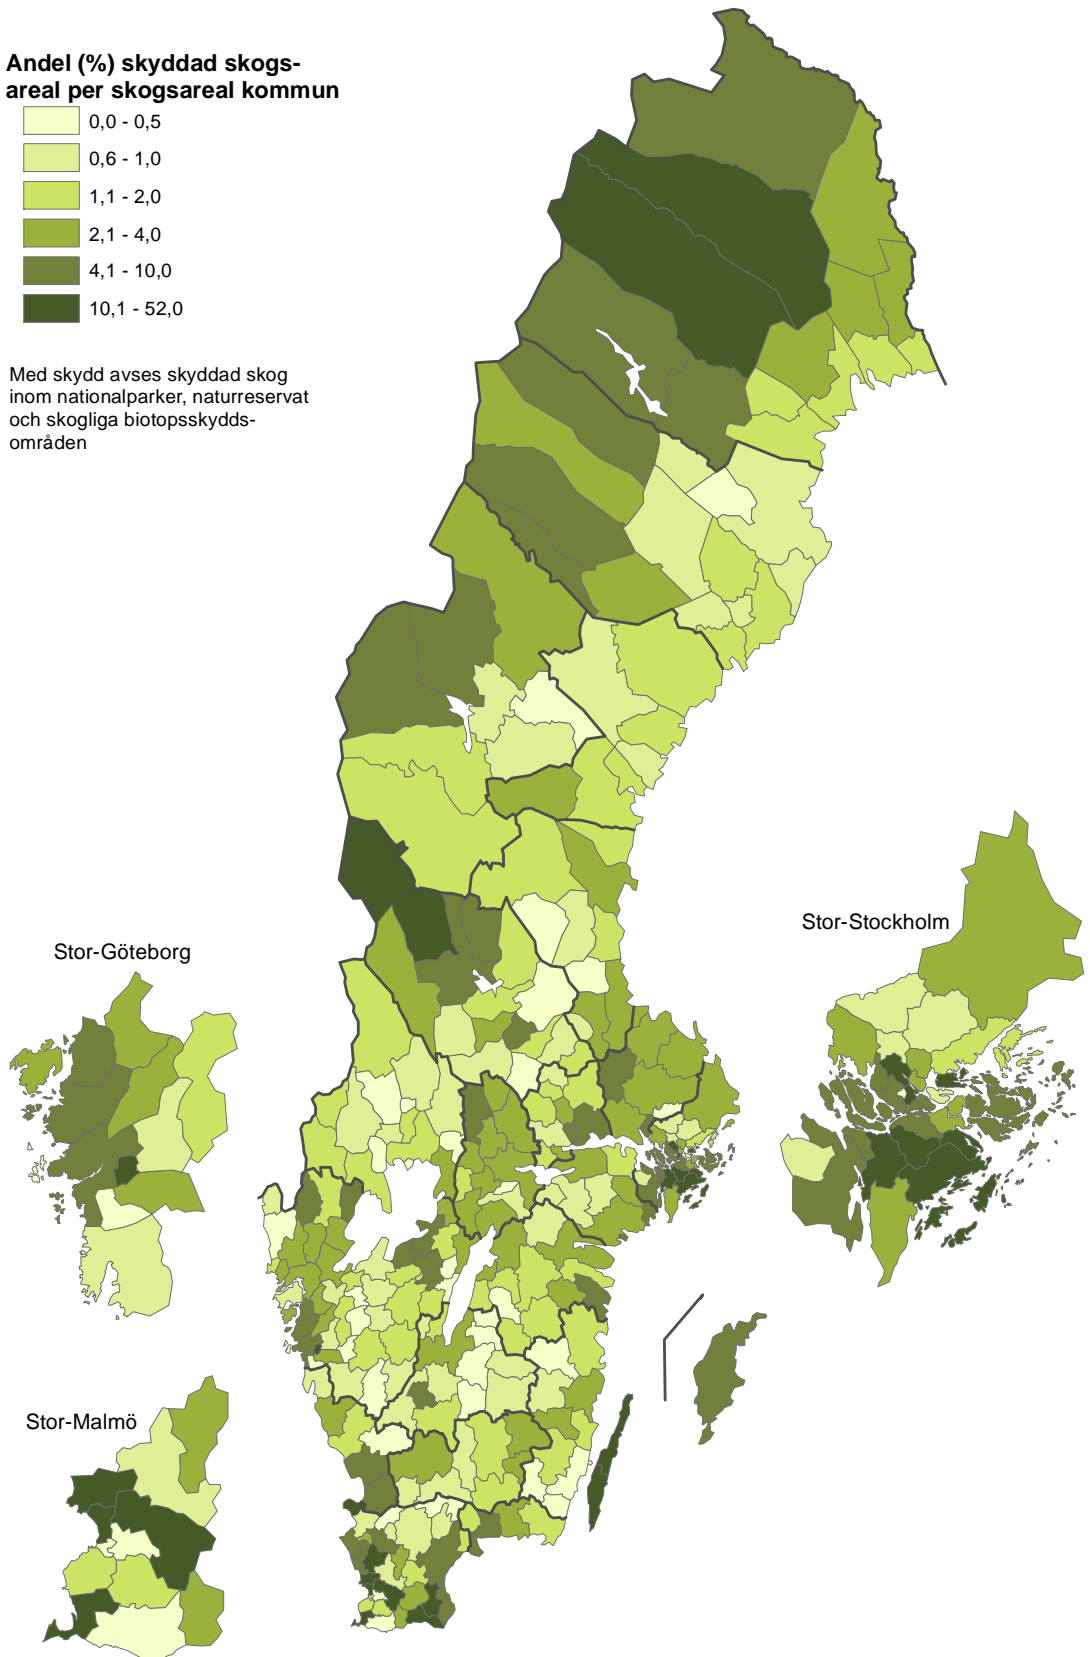 Andel (%) skyddad skogs-
areal per skogsareal kommun
0,0 - 0,5
0,6 - 1,0
1,1 - 2,0
2,1 - 4,0
4,1 - 10,0
10,1 - 52,0
Med skydd avses skyddad skog
inom nationalparker, naturreservat
och skogliga biotopsskydds-
områden
Stor-Stockholm
Stor-Göteborg
Stor-Malmö